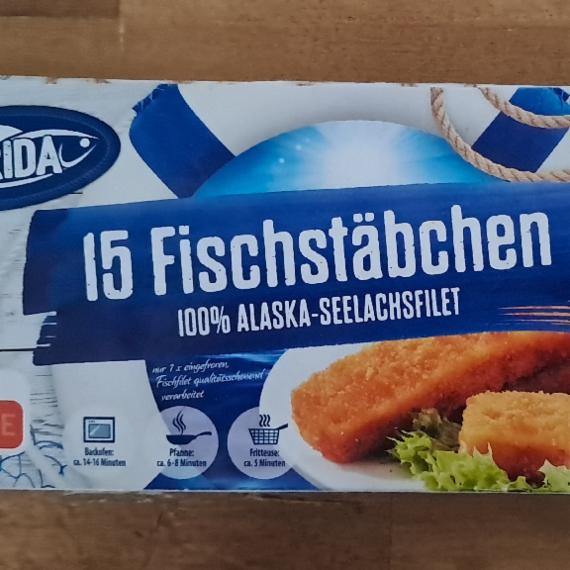 RIDA
15 Fischstäbchen
100% ALASKA-SEELACHSFILET
nur 1 x eingefroren,
Fischfilet qualitätsschonend
verarbeitet
E
Backofen:
ca. 14-16 Minuten
Pfanne:
ca. 6-8 Minuten
Fritteuse:
ca. 5 Minuten